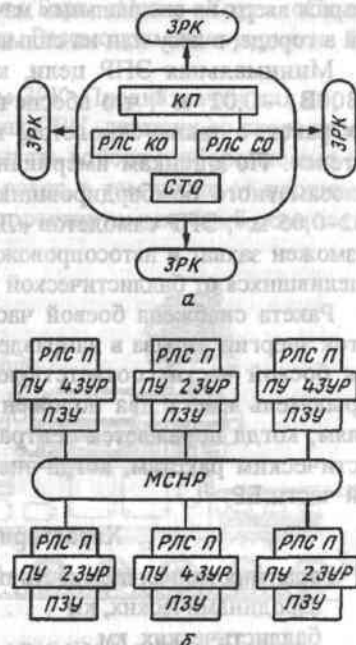 ЗРК
КП
ЗРК РЛС КО РЛС СО ЗРК
СТО
ЗРК
а
РЛС П РЛС П РЛС П
ПУ 4ЗУР ПУ 2ЗУР ПУ 4ЗУР
ПЗУ ПЗУ ПЗУ
МСНР
РЛС П РЛС П РЛС П
ПУ 2ЗУР ПУ 4ЗУР ПУ 2ЗУР
ПЗУ ПЗУ ПЗУ
б